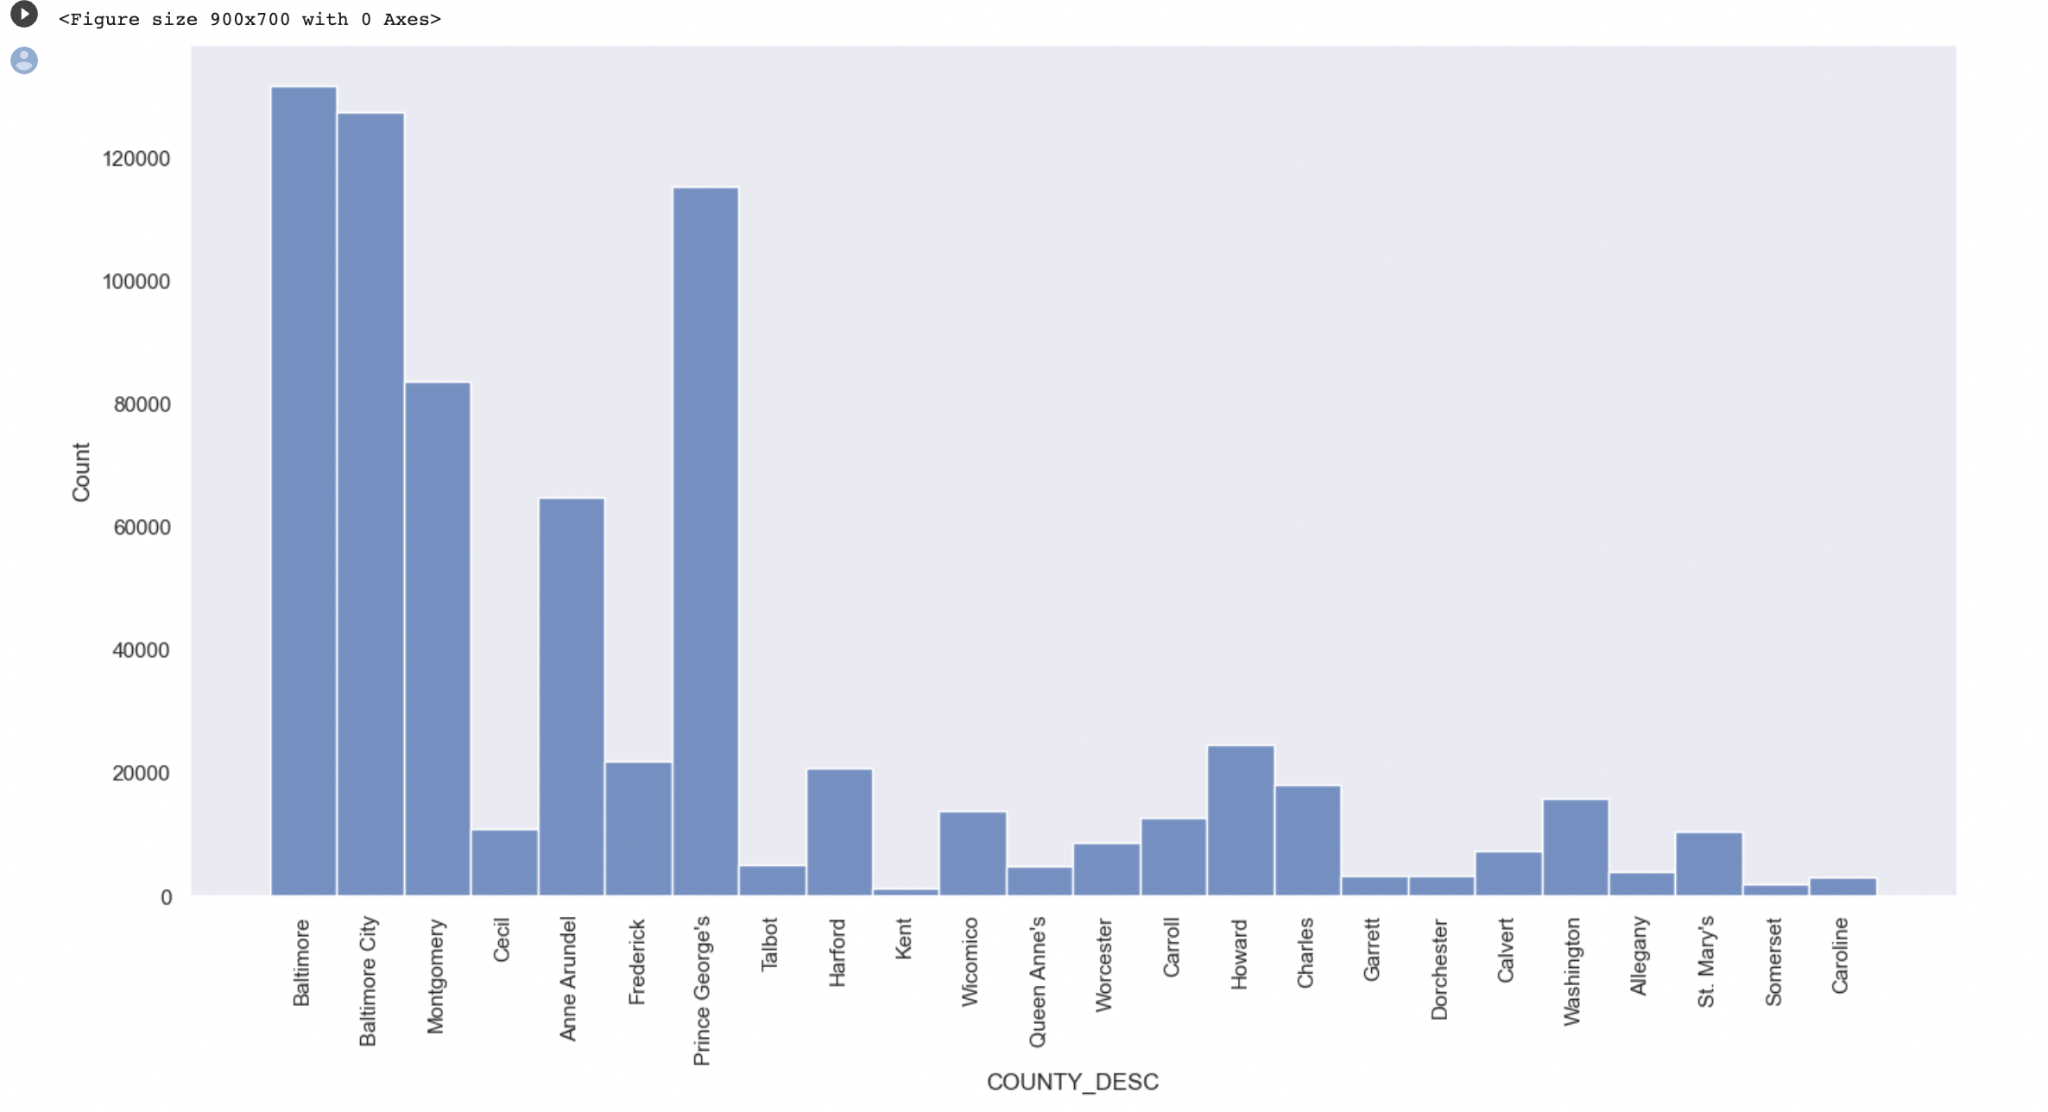 <Figure size 900x700 with 0 Axes>
120000
100000
80000
60000
40000
20000
0
Count
Baltimore
Baltimore City
Montgomery
Cecil
Anne Arundel
Frederick
Prince George's
Talbot
Harford
Kent
Wicomico
Queen Anne's
Worcester
Carroll
Howard
Charles
Garrett
Dorchester
Calvert
Washington
Allegany
St. Mary's
Somerset
Caroline
COUNTY_DESC